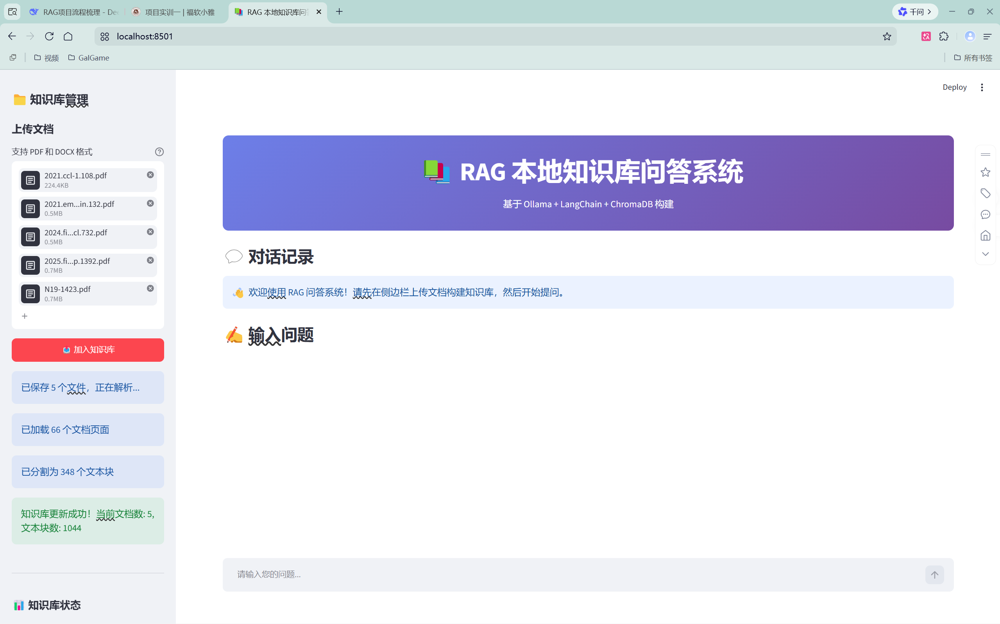 RAG项目流程梳理 - De
项目实训一 | 福软小雅
RAG 本地知识库问
千问
localhost:8501
视频
GalGame
所有书签
知识库管理
上传文档
支持 PDF 和 DOCX 格式
2021.ccl-1.108.pdf
224.4KB
2021.em...in.132.pdf
0.5MB
2024.fi...cl.732.pdf
0.5MB
2025.fi...p.1392.pdf
0.7MB
N19-1423.pdf
0.7MB
加入知识库
已保存 5 个文件，正在解析...
已加载 66 个文档页面
已分割为 348 个文本块
知识库更新成功！当前文档数: 5,
文本块数: 1044
知识库状态
Deploy
RAG 本地知识库问答系统
基于 Ollama + LangChain + ChromaDB 构建
对话记录
欢迎使用 RAG 问答系统！请先在侧边栏上传文档构建知识库，然后开始提问。
输入问题
请输入您的问题...